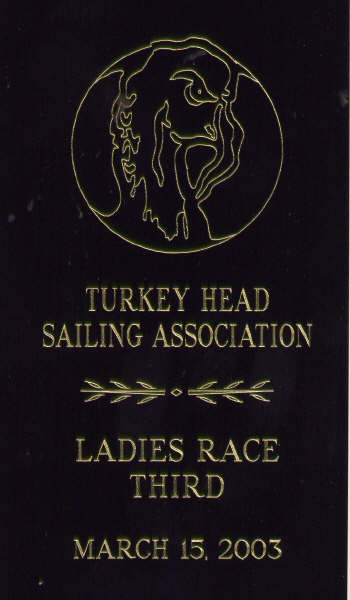 TURKEY HEAD
SAILING ASSOCIATION
LADIES RACE
THIRD
MARCH 15, 2003